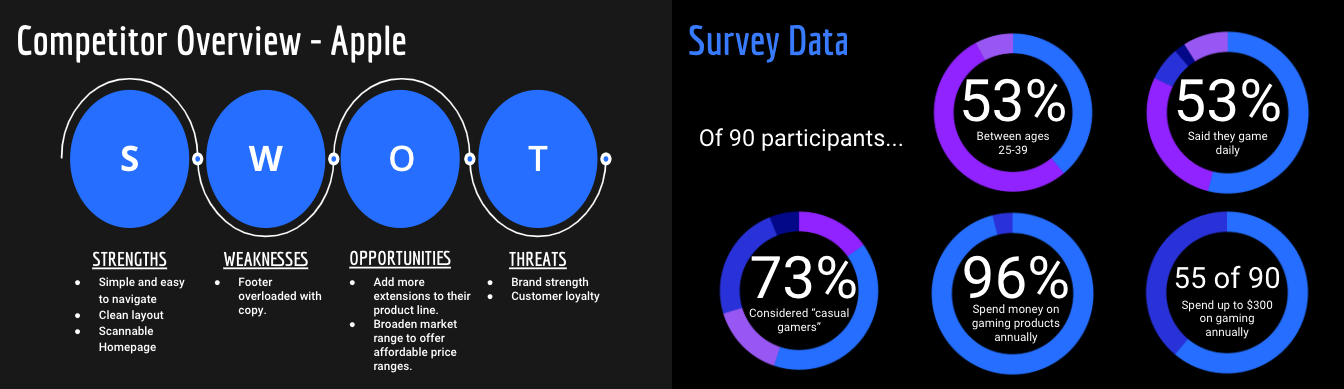 Competitor Overview - Apple
S
W
O
T
STRENGTHS
● Simple and easy
to navigate
● Clean layout
● Scannable
Homepage
WEAKNESSES
● Footer
overloaded with
copy.
OPPORTUNITIES
● Add more
extensions to their
product line.
● Broaden market
range to offer
affordable price
ranges.
THREATS
● Brand strength
● Customer loyalty
Survey Data
Of 90 participants...
53%
Between ages
25-39
53%
Said they game
daily
73%
Considered “casual
gamers”
96%
Spend money on
gaming products
annually
55 of 90
Spend up to $300
on gaming
annually